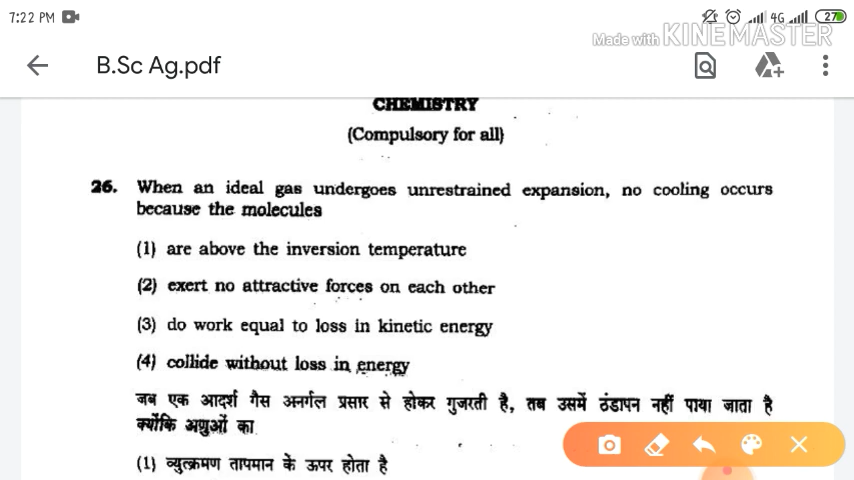 7:22 PM 4G 27
Made with KINEMASTER
B.Sc Ag.pdf
CHEMISTRY
(Compulsory for all)
26. When an ideal gas undergoes unrestrained expansion, no cooling occurs
because the molecules
(1) are above the inversion temperature
(2) exert no attractive forces on each other
(3) do work equal to loss in kinetic energy
(4) collide without loss in energy
जब एक आदर्श गैस अनर्गल प्रसार से होकर गुजरती है, तब उसमें ठंडापन नहीं पाया जाता है
क्योंकि अणुओं का
(1) व्युत्क्रमण तापमान के ऊपर होता है